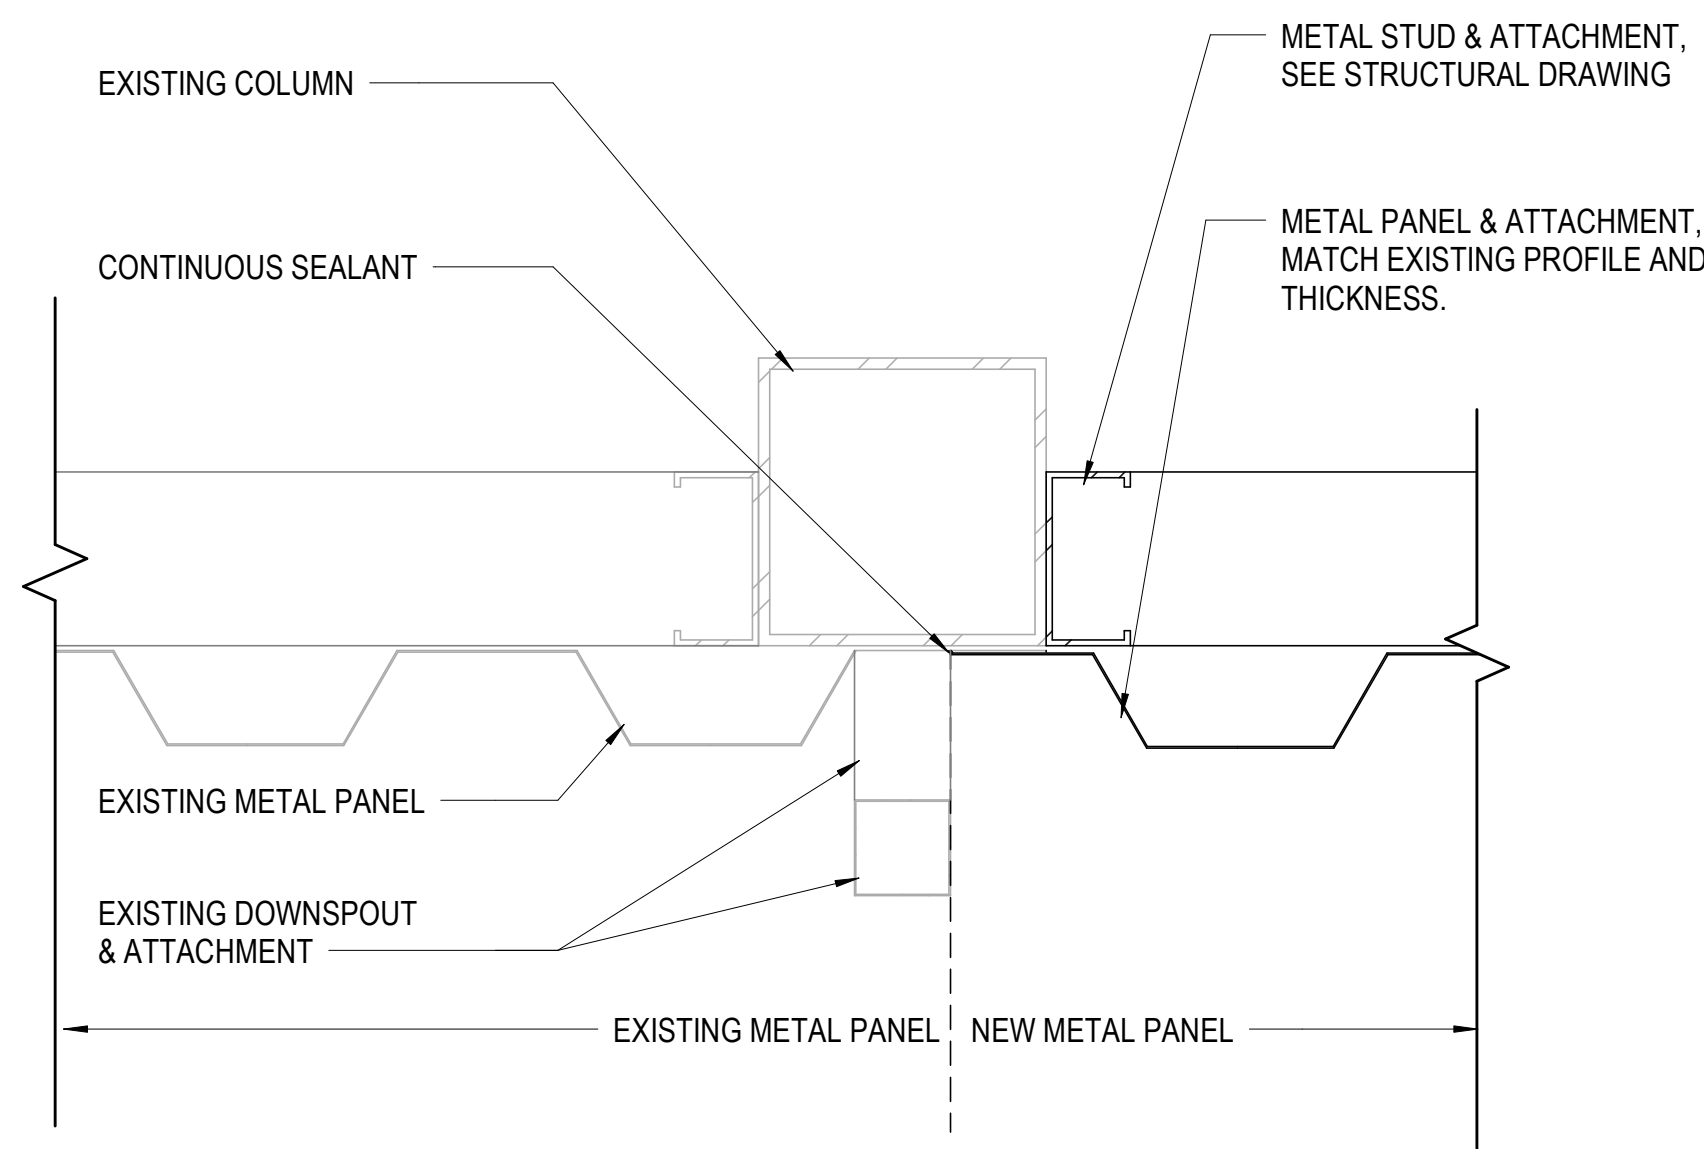 METAL STUD & ATTACHMENT,
SEE STRUCTURAL DRAWING
EXISTING COLUMN
METAL PANEL & ATTACHMENT,
MATCH EXISTING PROFILE AND
THICKNESS.
CONTINUOUS SEALANT
EXISTING METAL PANEL
EXISTING DOWNSPOUT
& ATTACHMENT
EXISTING METAL PANEL
NEW METAL PANEL